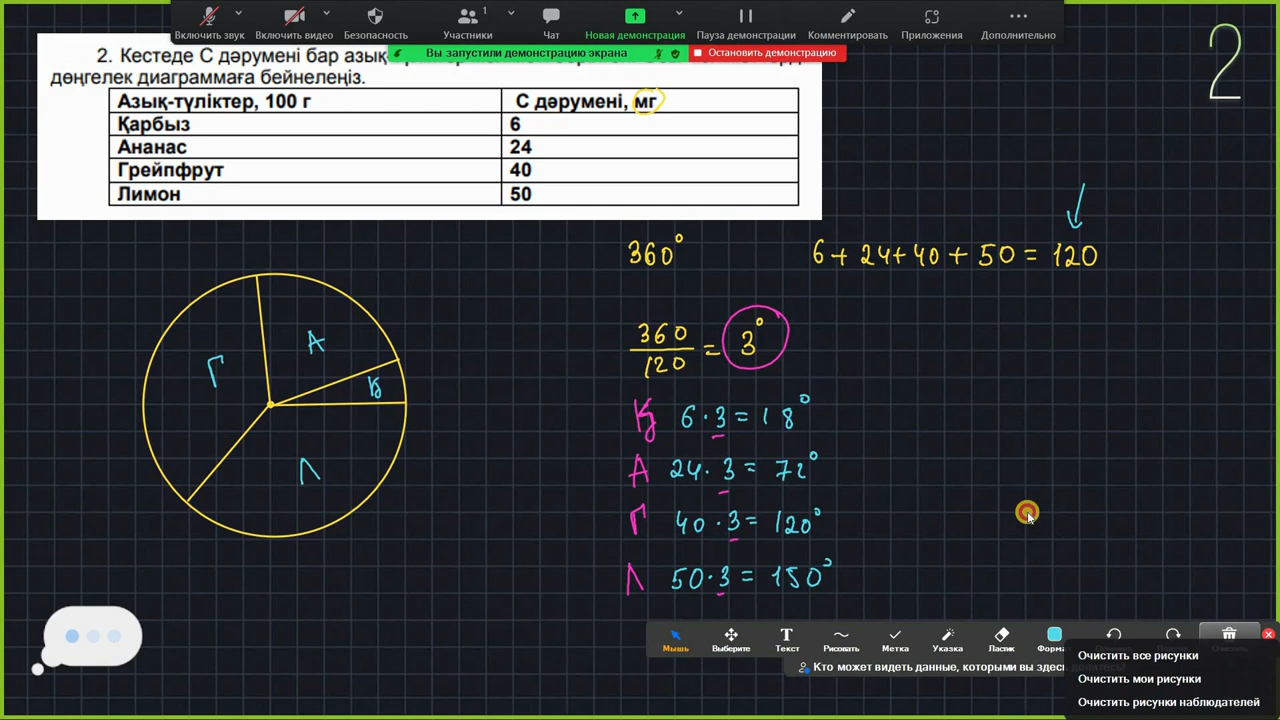 Включить звук
Включить видео
Безопасность
Участники
1
Чат
Новая демонстрация
Пауза демонстрации
Комментировать
Приложения
Дополнительно
Вы запустили демонстрацию экрана
Остановить демонстрацию
2
2. Кестеде С дәрумені бар азық-
дөңгелек диаграммаға бейнелеңіз.
Азық-түліктер, 100 г С дәрумені, мг
Қарбыз 6
Ананас 24
Грейпфрут 40
Лимон 50
360° 6 + 24 + 40 + 50 = 120
360/120 = 3°
Қ 6 · 3 = 18°
А 24 · 3 = 72°
Г 40 · 3 = 120°
Л 50 · 3 = 150°
А
Г
Қ
Л
Мышь
Выберите
Текст
Рисовать
Метка
Указка
Ластик
Формат
Кто может видеть данные, которыми вы здесь
Очистить все рисунки
Очистить мои рисунки
Очистить рисунки наблюдателей